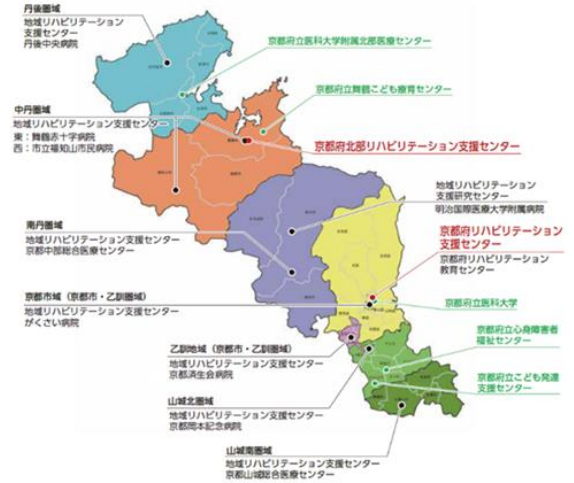 丹後圏域
地域リハビリテーション
支援センター
丹後中央病院
京都府立医科大学附属北部医療センター
京都府立舞鶴こども療育センター
中丹圏域
地域リハビリテーション支援センター
東:舞鶴赤十字病院
西:市立福知山市民病院
京都府北部リハビリテーション支援センター
地域リハビリテーション
支援研究センター
明治国際医療大学附属病院
南丹圏域
地域リハビリテーション支援センター
京都中部総合医療センター
京都府リハビリテーション
支援センター
京都府リハビリテーション
教育センター
京都市域(京都市・乙訓圏域)
地域リハビリテーション支援センター
がくさい病院
京都府立医科大学
京都府立心身障害者
福祉センター
乙訓地域(京都市・乙訓圏域)
地域リハビリテーション支援センター
京都済生会病院
京都府立こども発達
支援センター
山城北圏域
地域リハビリテーション支援センター
京都岡本記念病院
山城南圏域
地域リハビリテーション支援センター
京都山城総合医療センター